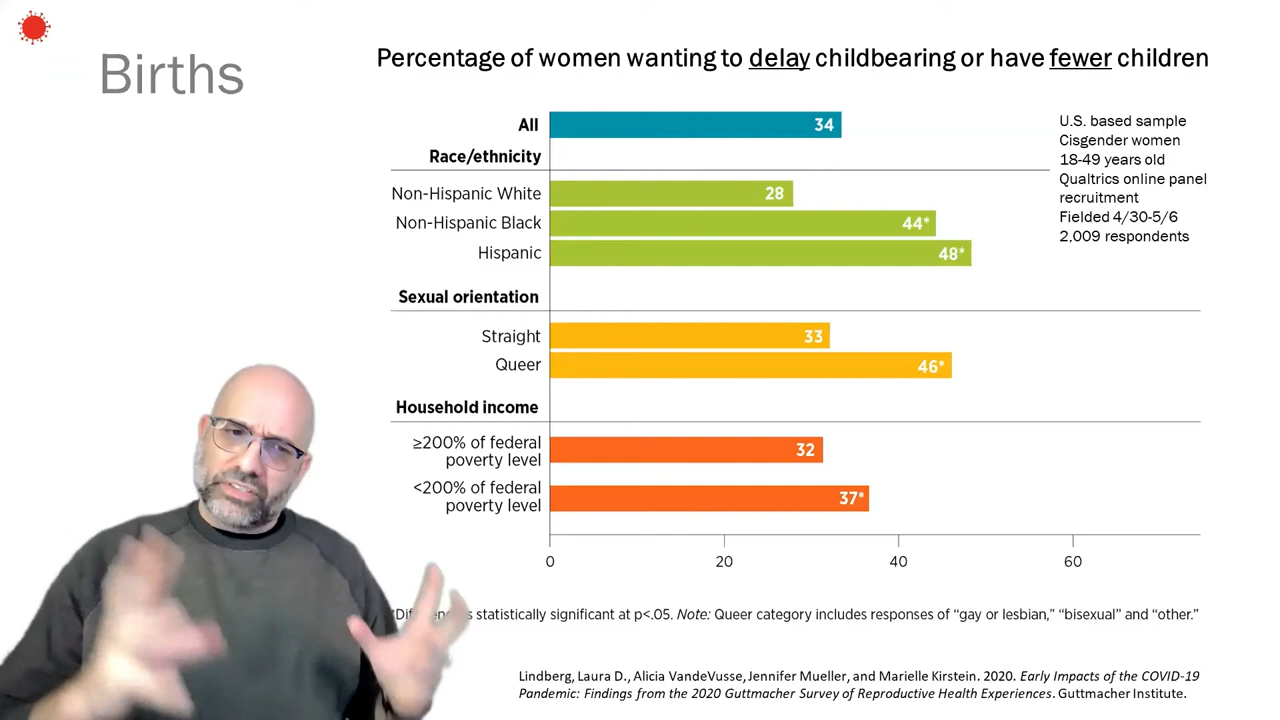 Births
Percentage of women wanting to delay childbearing or have fewer children
All
34
Race/ethnicity
Non-Hispanic White
28
Non-Hispanic Black
44*
Hispanic
48*
Sexual orientation
Straight
33
Queer
46*
Household income
≥200% of federal
poverty level
32
<200% of federal
poverty level
37*
0
20
40
60
U.S. based sample
Cisgender women
18-49 years old
Qualtrics online panel
recruitment
Fielded 4/30-5/6
2,009 respondents
statistically significant at p<.05. Note: Queer category includes responses of “gay or lesbian,” “bisexual” and “other.”
Lindberg, Laura D., Alicia VandeVusse, Jennifer Mueller, and Marielle Kirstein. 2020. Early Impacts of the COVID-19
Pandemic: Findings from the 2020 Guttmacher Survey of Reproductive Health Experiences. Guttmacher Institute.